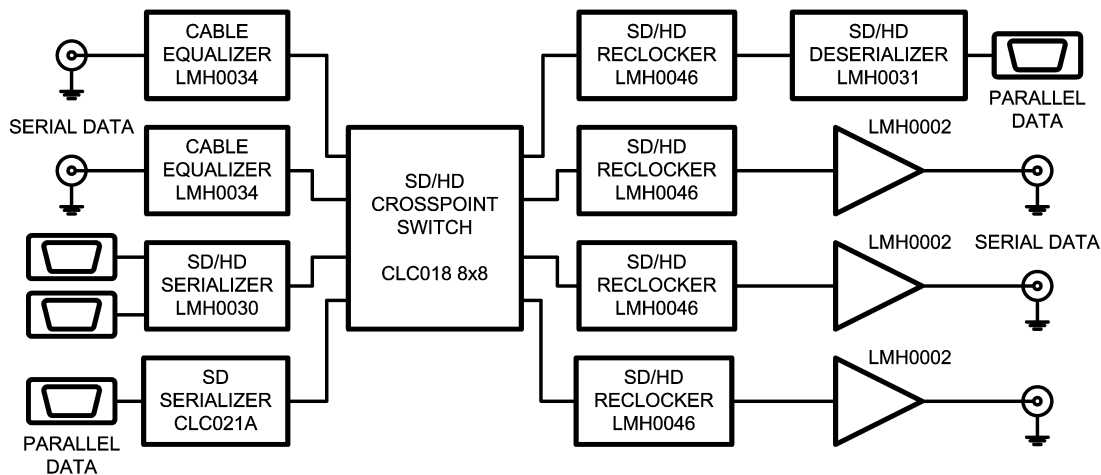 CABLE
EQUALIZER
LMH0034
SERIAL DATA
CABLE
EQUALIZER
LMH0034
SD/HD
SERIALIZER
LMH0030
SD
SERIALIZER
CLC021A
PARALLEL
DATA
SD/HD
CROSSPOINT
SWITCH
CLC018 8x8
SD/HD
RECLOCKER
LMH0046
SD/HD
DESERIALIZER
LMH0031
PARALLEL
DATA
SD/HD
RECLOCKER
LMH0046
LMH0002
SERIAL DATA
SD/HD
RECLOCKER
LMH0046
LMH0002
SD/HD
RECLOCKER
LMH0046
LMH0002